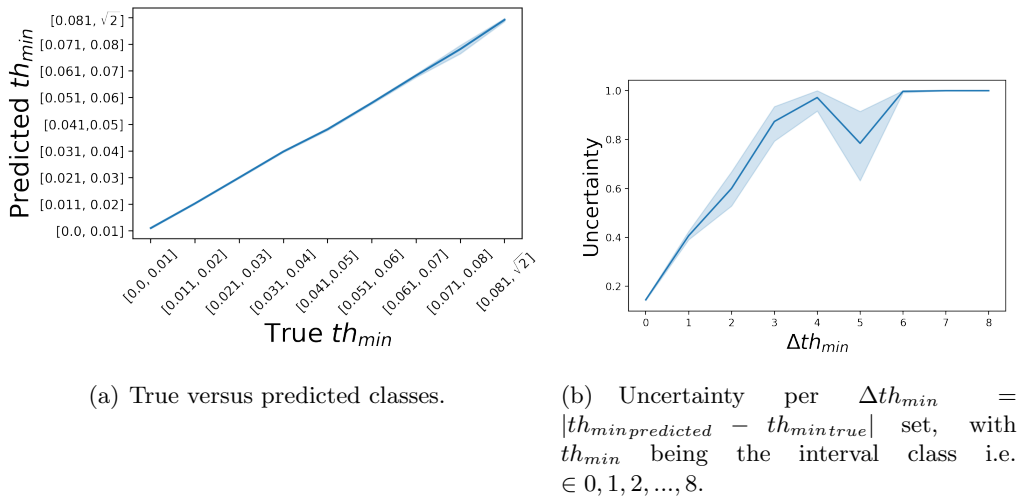 Predicted th_min
[0.081, √2]
[0.071, 0.08]
[0.061, 0.07]
[0.051, 0.06]
[0.041,0.05]
[0.031, 0.04]
[0.021, 0.03]
[0.011, 0.02]
[0.0, 0.01]
[0.0, 0.01]
[0.011, 0.02]
[0.021, 0.03]
[0.031, 0.04]
[0.041,0.05]
[0.051, 0.06]
[0.061, 0.07]
[0.071, 0.08]
[0.081, √2]
True th_min
(a) True versus predicted classes.
Uncertainty
1.0
0.8
0.6
0.4
0.2
0 1 2 3 4 5 6 7 8
Δth_min
(b) Uncertainty per Δth_min =
|th_min predicted − th_min true| set, with
th_min being the interval class i.e.
∈ 0, 1, 2, ..., 8.